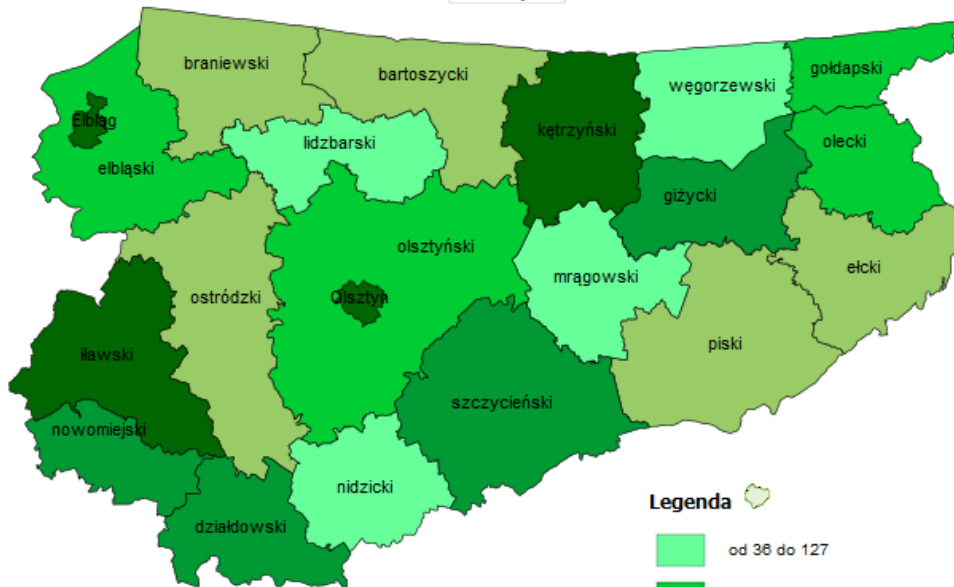 braniewski
bartoszycki
gołdapski
węgorzewski
Elbląg
kętrzyński
lidzbarski
olecki
elbląski
giżycki
olsztyński
ełcki
mrągowski
ostródzki
Olsztyn
piski
iławski
szczycieński
nowomiejski
nidzicki
Legenda
działdowski
od 36 do 127